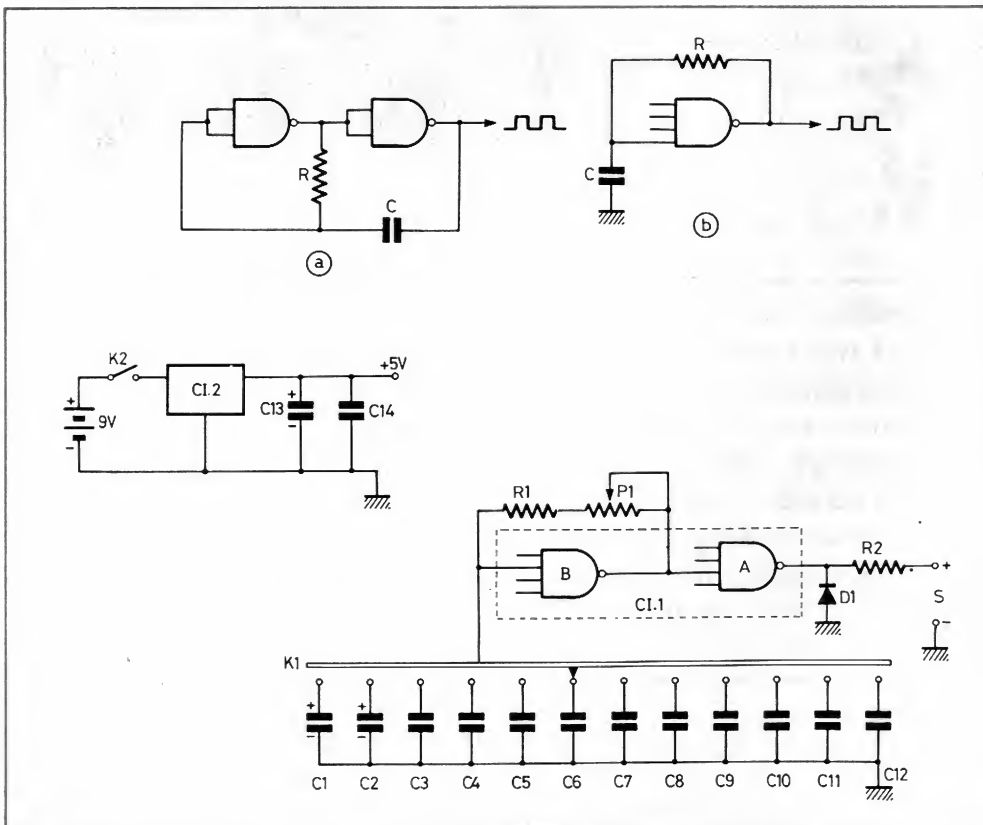 R
C
a
R
C
b
K2
+
9V
-
CI.2
+
C13
-
C14
+5V
R1
P1
B
A
CI.1
R2
D1
+
S
-
K1
+
-
+
-
C1 C2 C3 C4 C5 C6 C7 C8 C9 C10 C11 C12